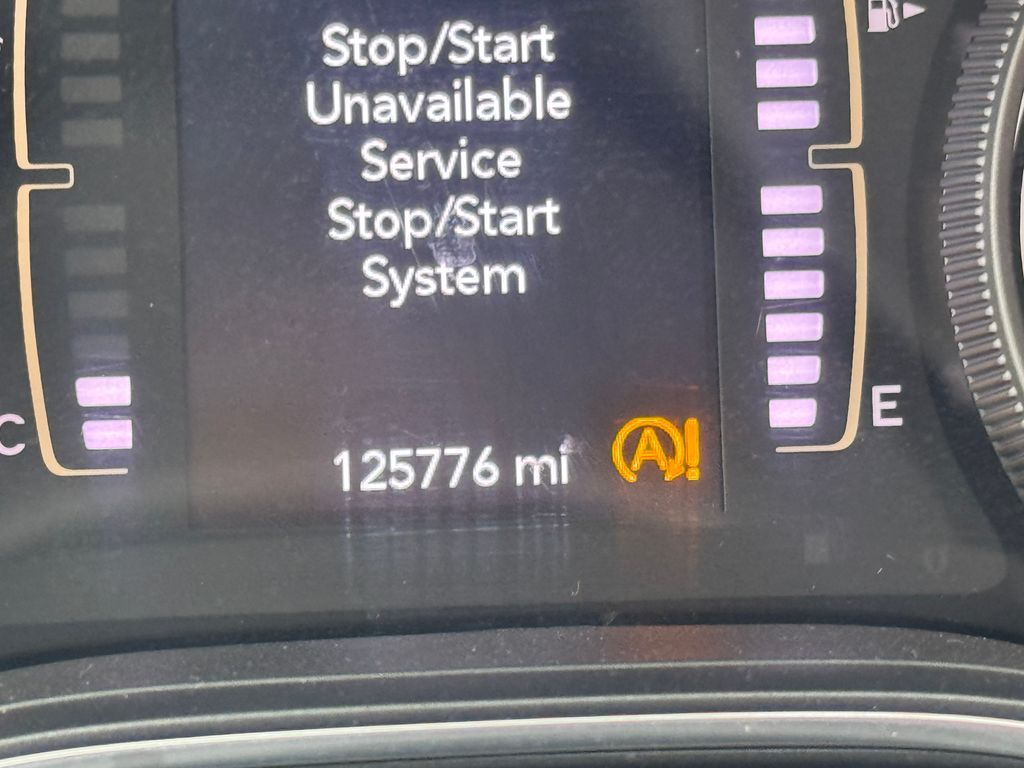 Stop/Start
Unavailable
Service
Stop/Start
System
C
E
125776 mi
A!